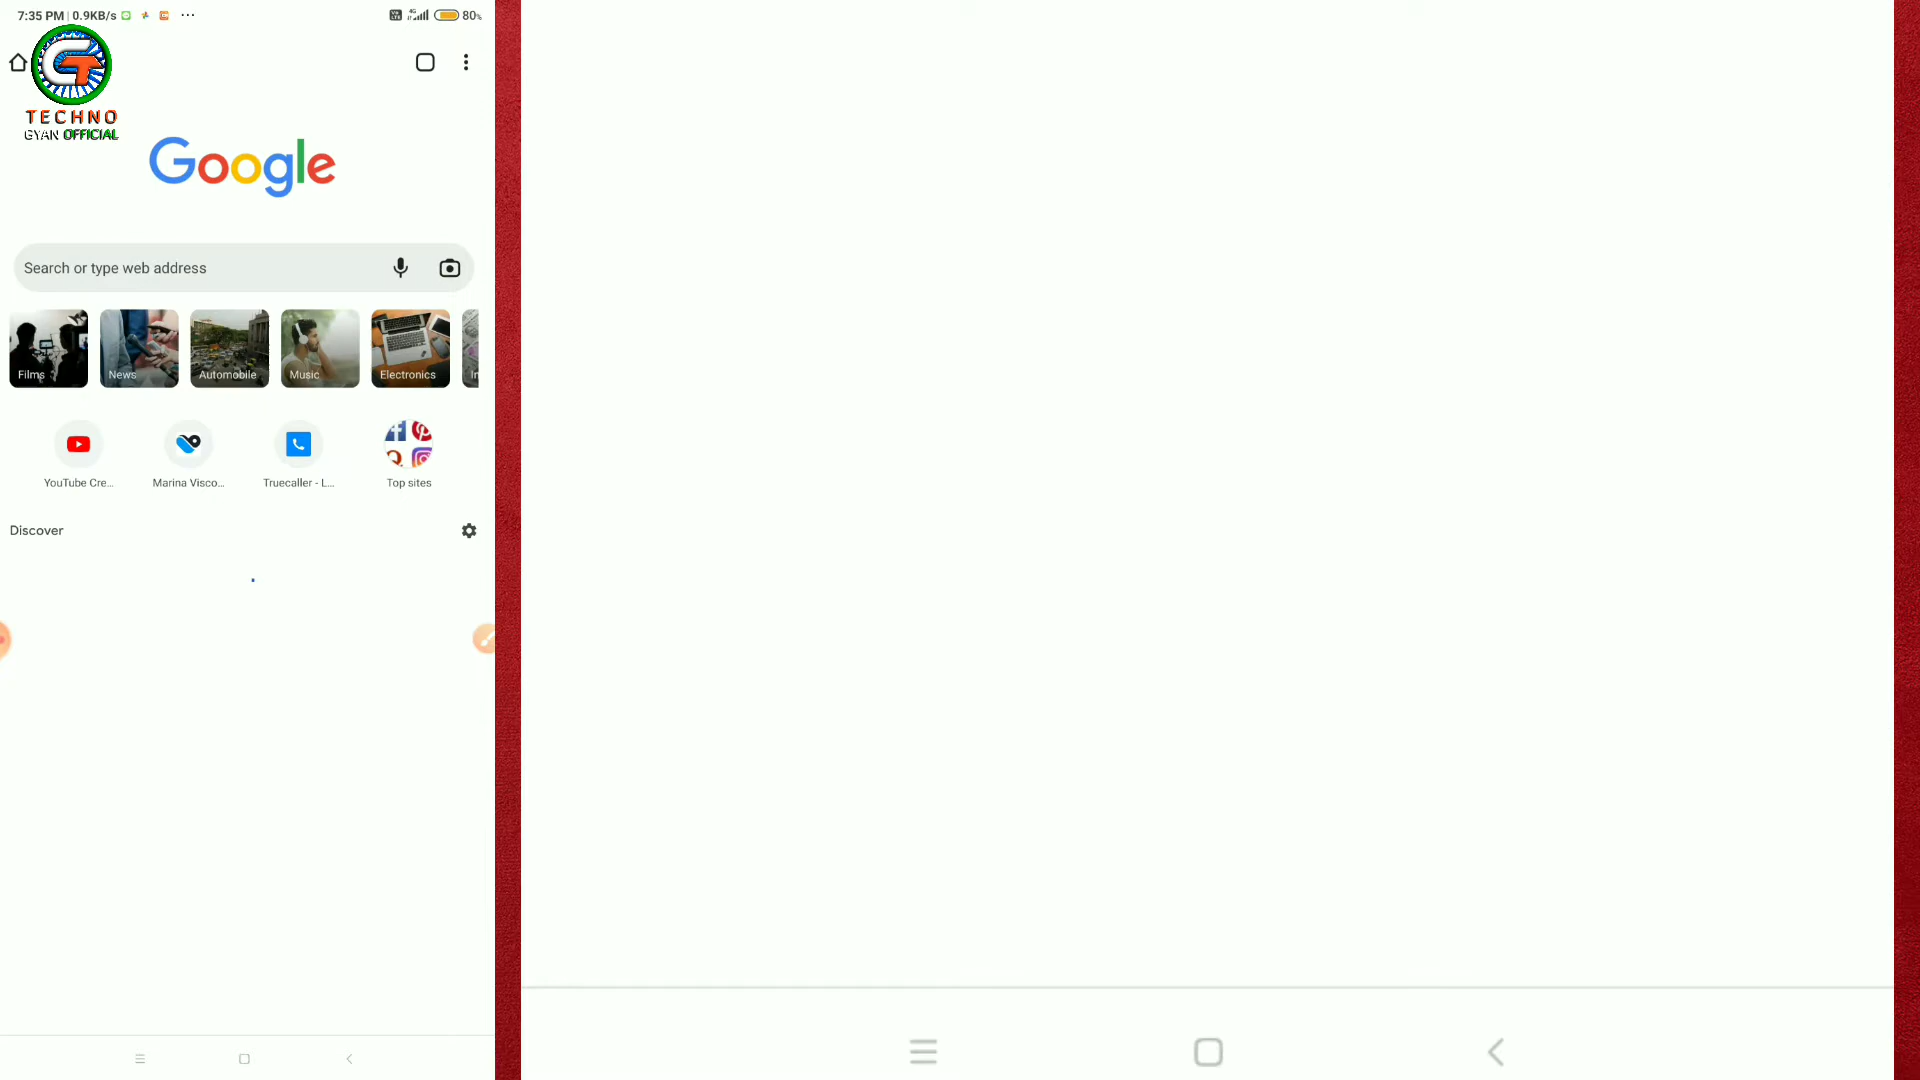 7:35 PM | 0.9KB/s
80%
TECHNO
GYAN OFFICIAL
Google
Search or type web address
Films
News
Automobile
Music
Electronics
In
YouTube Cre...
Marina Visco...
Truecaller - L...
Top sites
Discover